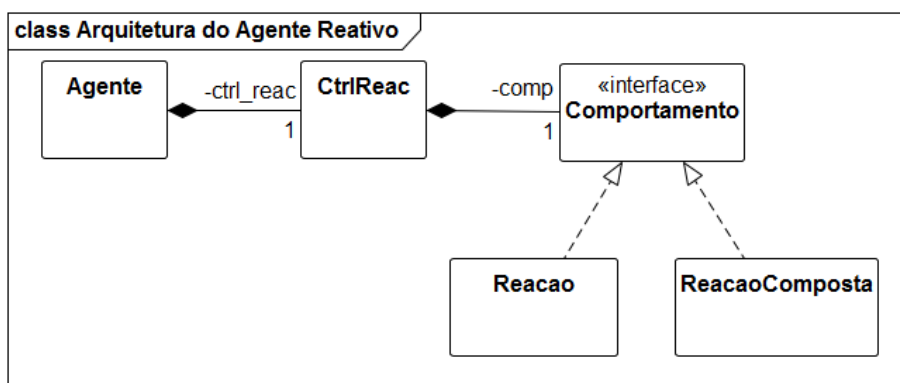 class Arquitetura do Agente Reativo
Agente
-ctrl_reac
1
CtrlReac
-comp
1
«interface»
Comportamento
Reacao
ReacaoComposta